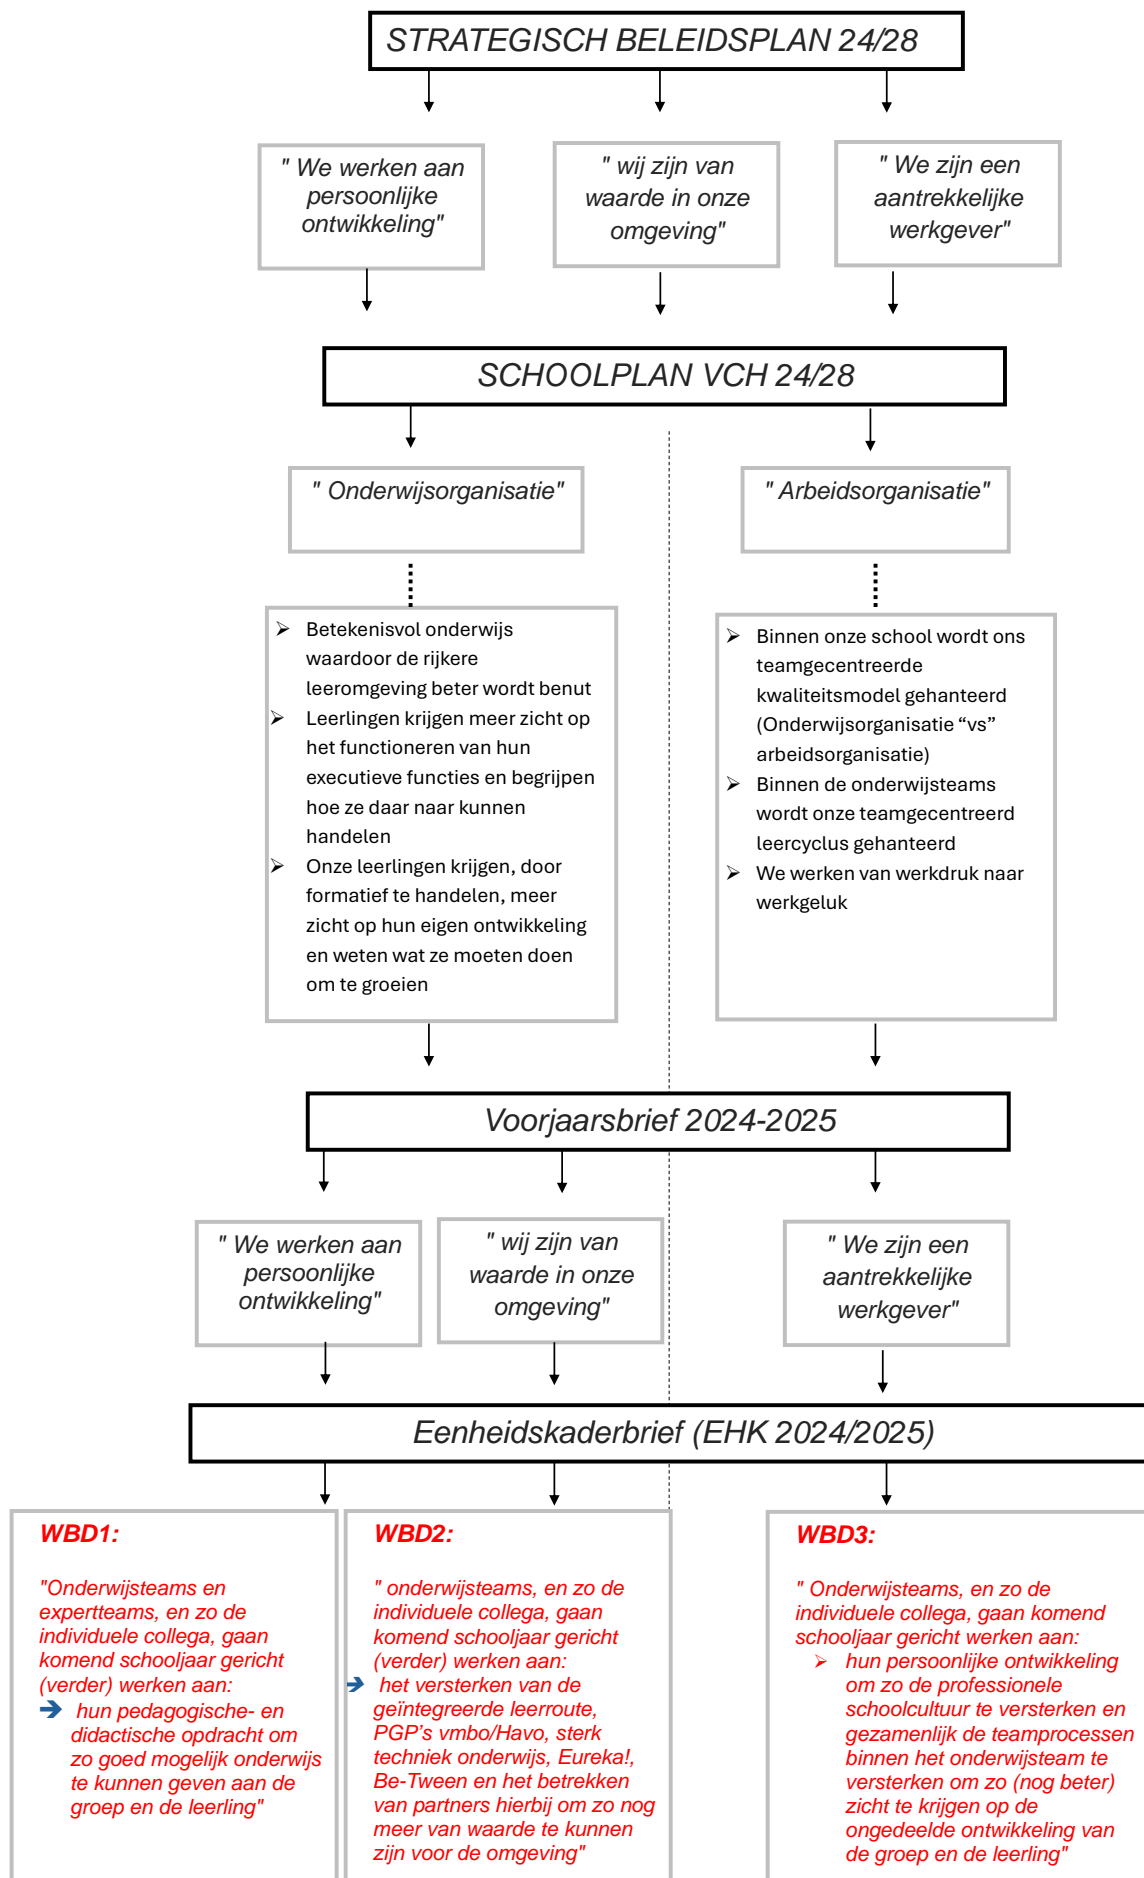 STRATEGISCH BELEIDSPLAN 24/28
" We werken aan
persoonlijke
ontwikkeling"
" wij zijn van
waarde in onze
omgeving"
" We zijn een
aantrekkelijke
werkgever"
SCHOOLPLAN VCH 24/28
" Onderwijsorganisatie"
" Arbeidsorganisatie"
➢ Betekenisvol onderwijs
waardoor de rijkere
leeromgeving beter wordt benut
➢ Leerlingen krijgen meer zicht op
het functioneren van hun
executieve functies en begrijpen
hoe ze daar naar kunnen
handelen
➢ Onze leerlingen krijgen, door
formatief te handelen, meer
zicht op hun eigen ontwikkeling
en weten wat ze moeten doen
om te groeien
➢ Binnen onze school wordt ons
teamgecentreerde
kwaliteitsmodel gehanteerd
(Onderwijsorganisatie “vs”
arbeidsorganisatie)
➢ Binnen de onderwijsteams
wordt onze teamgecentreerd
leercyclus gehanteerd
➢ We werken van werkdruk naar
werkgeluk
Voorjaarsbrief 2024-2025
" We werken aan
persoonlijke
ontwikkeling"
" wij zijn van
waarde in onze
omgeving"
" We zijn een
aantrekkelijke
werkgever"
Eenheidskaderbrief (EHK 2024/2025)
WBD1:
"Onderwijsteams en
expertteams, en zo de
individuele collega, gaan
komend schooljaar gericht
(verder) werken aan:
➔ hun pedagogische- en
didactische opdracht om
zo goed mogelijk onderwijs
te kunnen geven aan de
groep en de leerling"
WBD2:
" onderwijsteams, en zo de
individuele collega, gaan
komend schooljaar gericht
(verder) werken aan:
➔ het versterken van de
geïntegreerde leerroute,
PGP’s vmbo/Havo, sterk
techniek onderwijs, Eureka!,
Be-Tween en het betrekken
van partners hierbij om zo nog
meer van waarde te kunnen
zijn voor de omgeving"
WBD3:
" Onderwijsteams, en zo de
individuele collega, gaan komend
schooljaar gericht werken aan:
➢ hun persoonlijke ontwikkeling
om zo de professionele
schoolcultuur te versterken en
gezamenlijk de teamprocessen
binnen het onderwijsteam te
versterken om zo (nog beter)
zicht te krijgen op de
ongedeelde ontwikkeling van
de groep en de leerling"